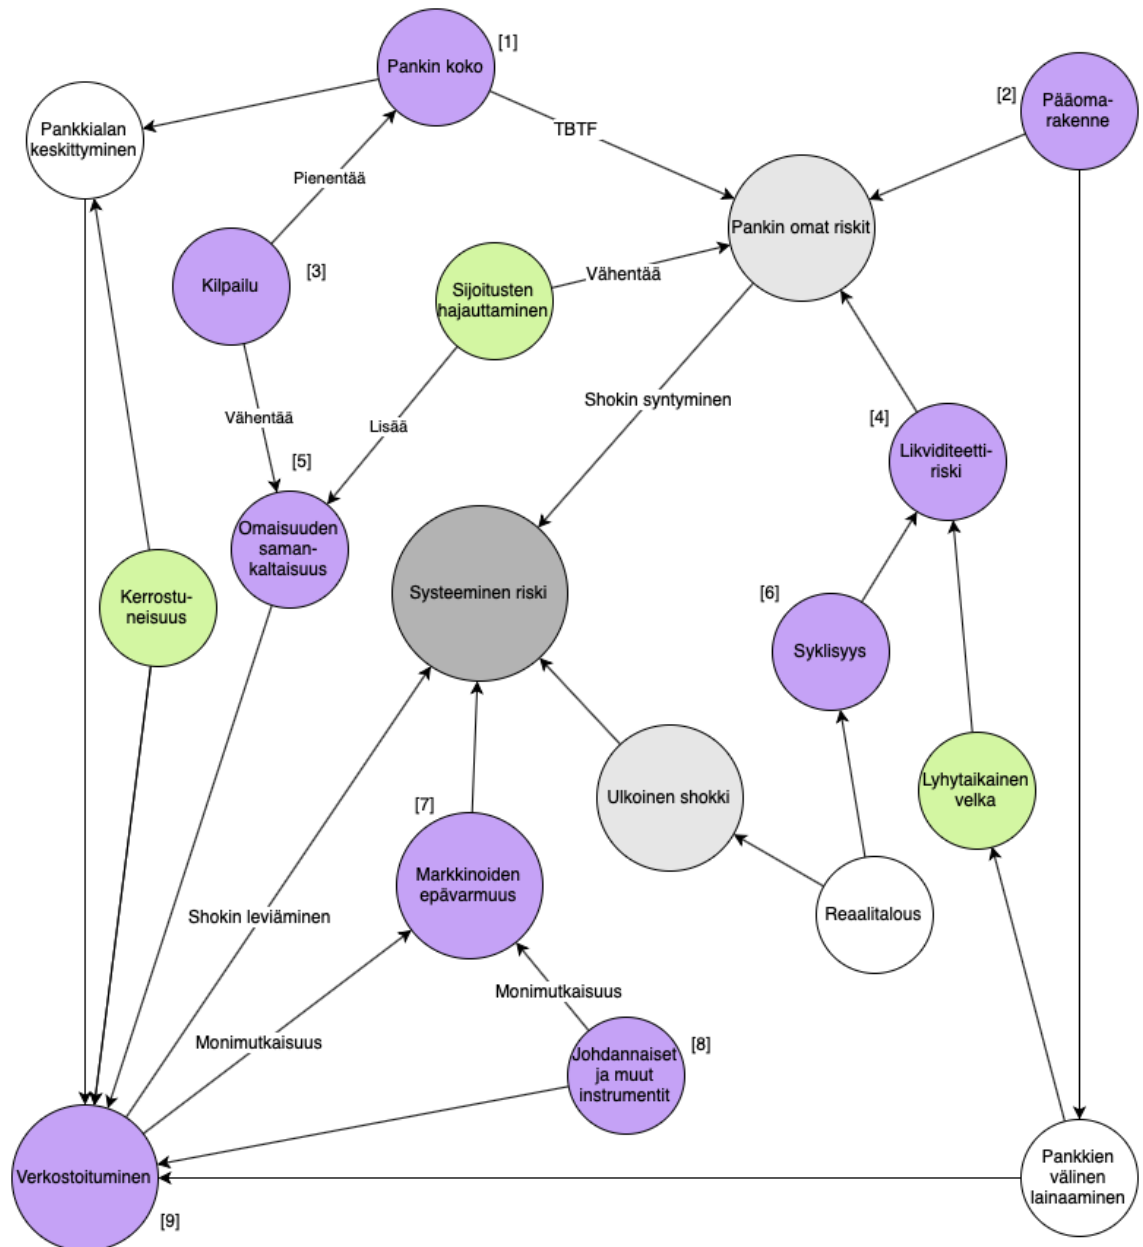 Pankin koko
[1]
[2]
Pääoma-
rakenne
Pankkialan
keskittyminen
TBTF
Pienentää
Pankin omat riskit
Kilpailu
[3]
Sijoitusten
hajauttaminen
Vähentää
Shokin syntyminen
Vähentää
Lisää
[4]
Likviditeetti-
riski
[5]
Omaisuuden
saman-
kaltaisuus
Kerrostu-
neisuus
Systeeminen riski
[6]
Syklisyys
Ulkoinen shokki
Lyhytaikainen
velka
[7]
Markkinoiden
epävarmuus
Reaalitalous
Shokin leviäminen
Monimutkaisuus
Monimutkaisuus
Johdannaiset
ja muut
instrumentit
[8]
Verkostoituminen
[9]
Pankkien
välinen
lainaaminen